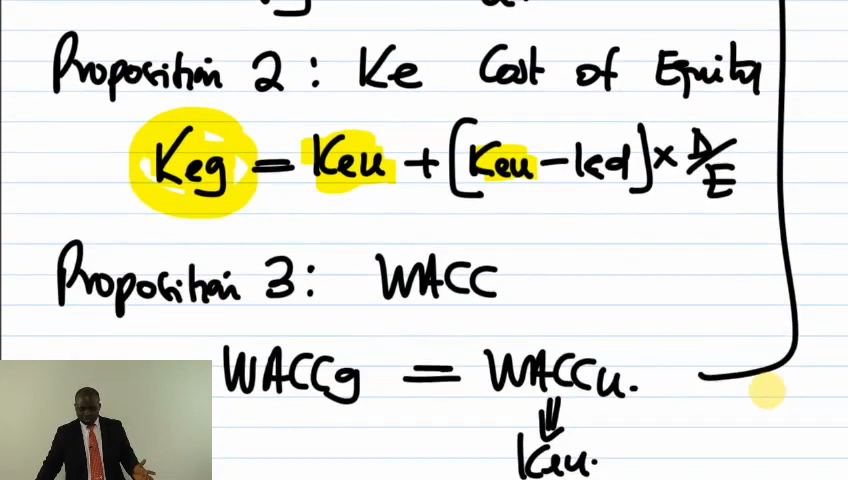 Proposition 2: Ke Cost of Equity
Keg = Keu + [Keu - kd] × D/E
Proposition 3: WACC
WACCg = WACCu.
Keu.